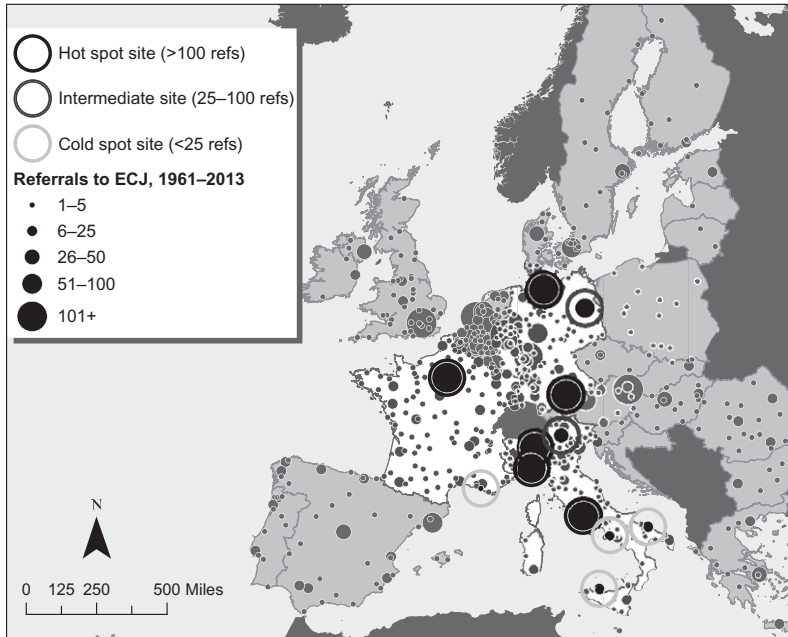 Hot spot site (>100 refs)
Intermediate site (25–100 refs)
Cold spot site (<25 refs)
Referrals to ECJ, 1961–2013
1–5
6–25
26–50
51–100
101+
N
0 125 250 500 Miles